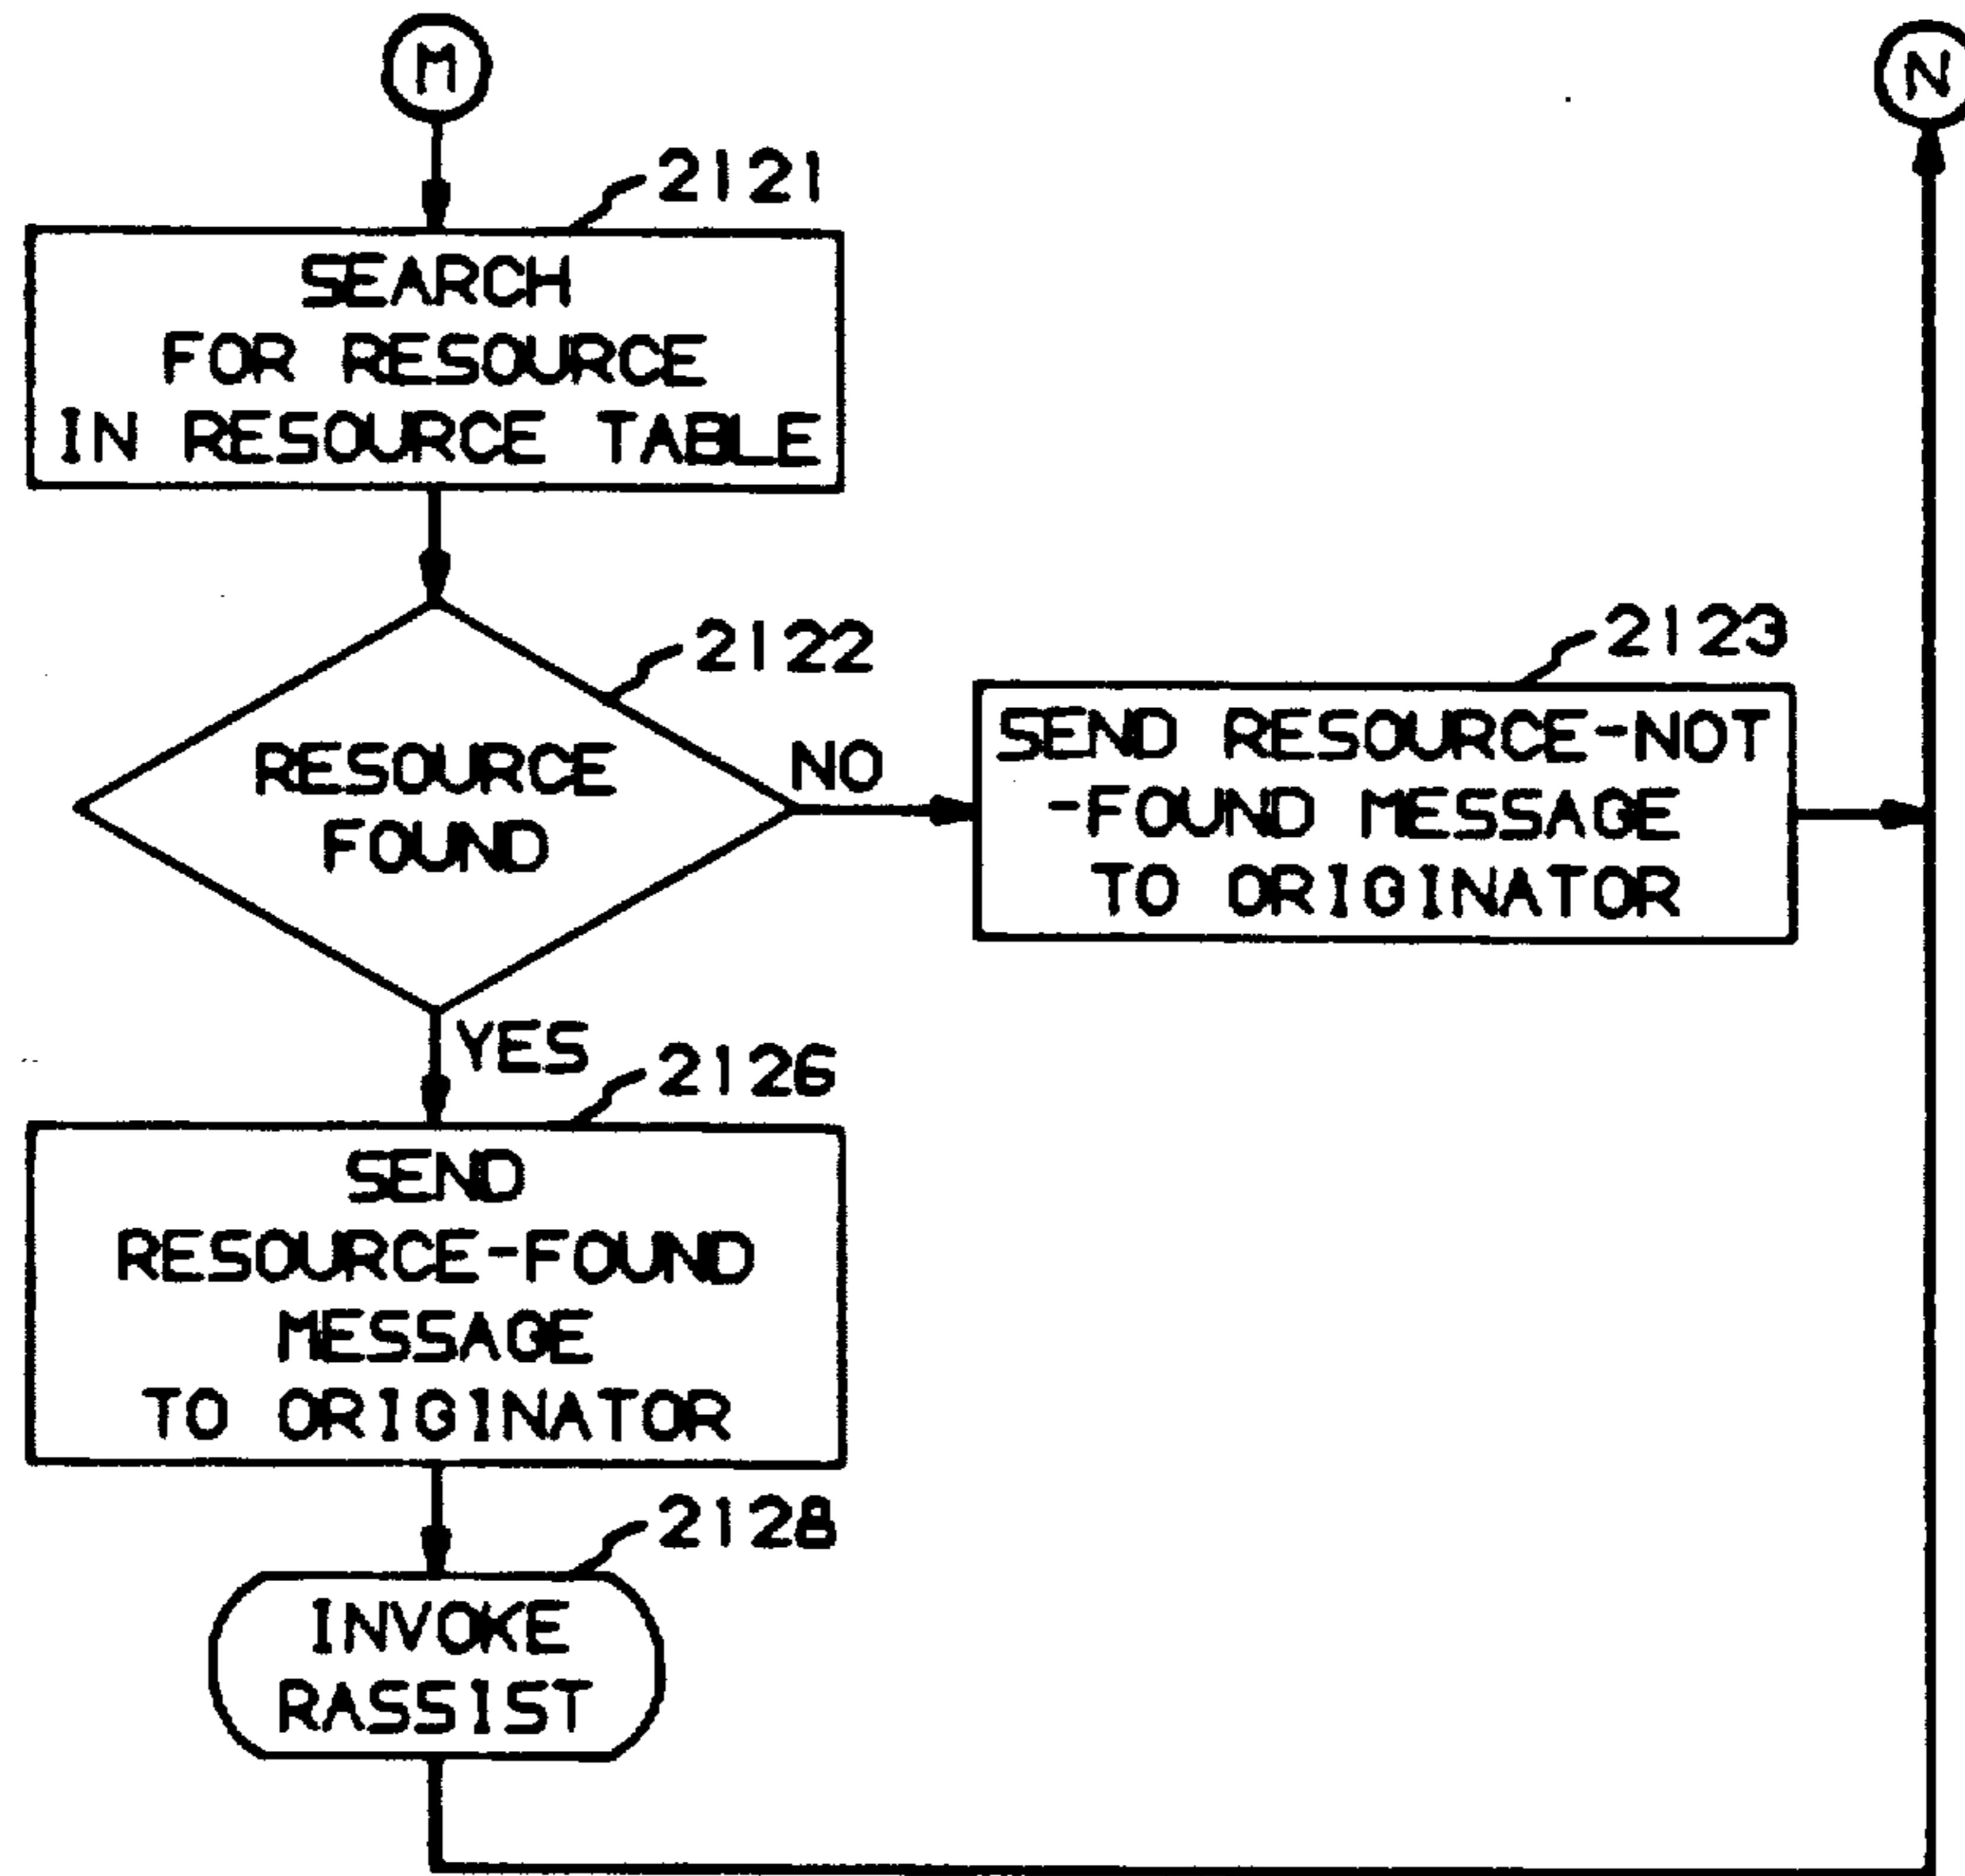 M
N
2121
SEARCH
FOR RESOURCE
IN RESOURCE TABLE
2122
RESOURCE
FOUND
NO
2123
SEND RESOURCE-NOT
-FOUND MESSAGE
TO ORIGINATOR
YES
2126
SEND
RESOURCE-FOUND
MESSAGE
TO ORIGINATOR
2128
INVOKE
RASSIST